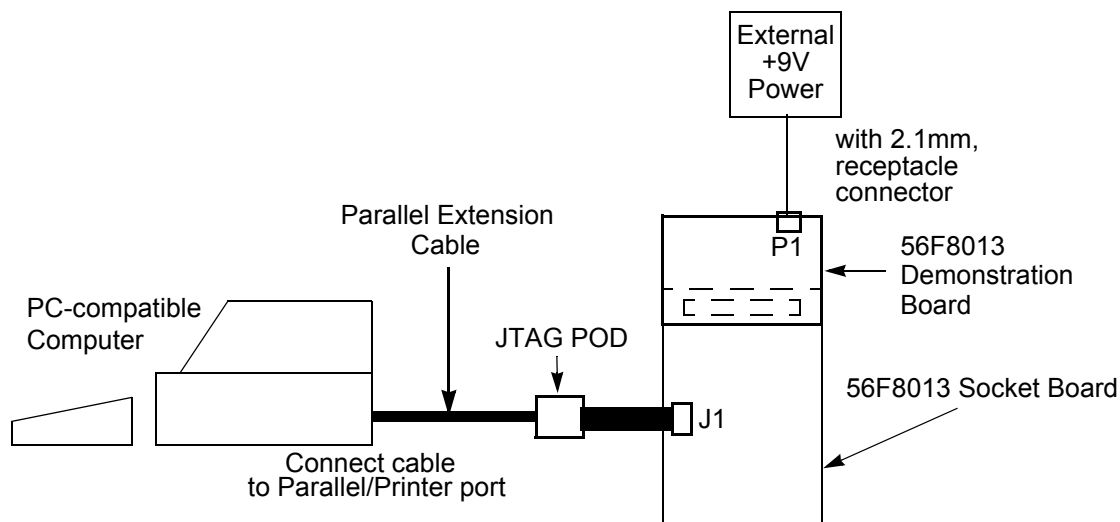 External
+9V
Power
with 2.1mm,
receptacle
connector
P1
56F8013
Demonstration
Board
Parallel Extension
Cable
PC-compatible
Computer
JTAG POD
56F8013 Socket Board
J1
Connect cable
to Parallel/Printer port